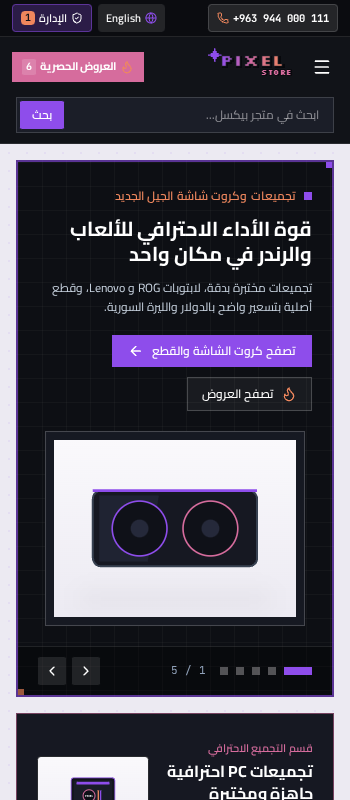 +963 944 000 111
English
الإدارة 1
PIXEL
STORE
العروض الحصرية 6
ابحث في متجر بيكسل...
بحث
تجميعات وكروت شاشة الجيل الجديد
قوة الأداء الاحترافي للألعاب
والرندر في مكان واحد
تجميعات مختبرة بدقة، لابتوبات ROG و Lenovo، وقطع
أصلية بتسعير واضح بالدولار والليرة السورية.
تصفح كروت الشاشة والقطع
تصفح العروض
5 / 1
قسم التجميع الاحترافي
تجميعات PC احترافية
جاهزة ومختبرة